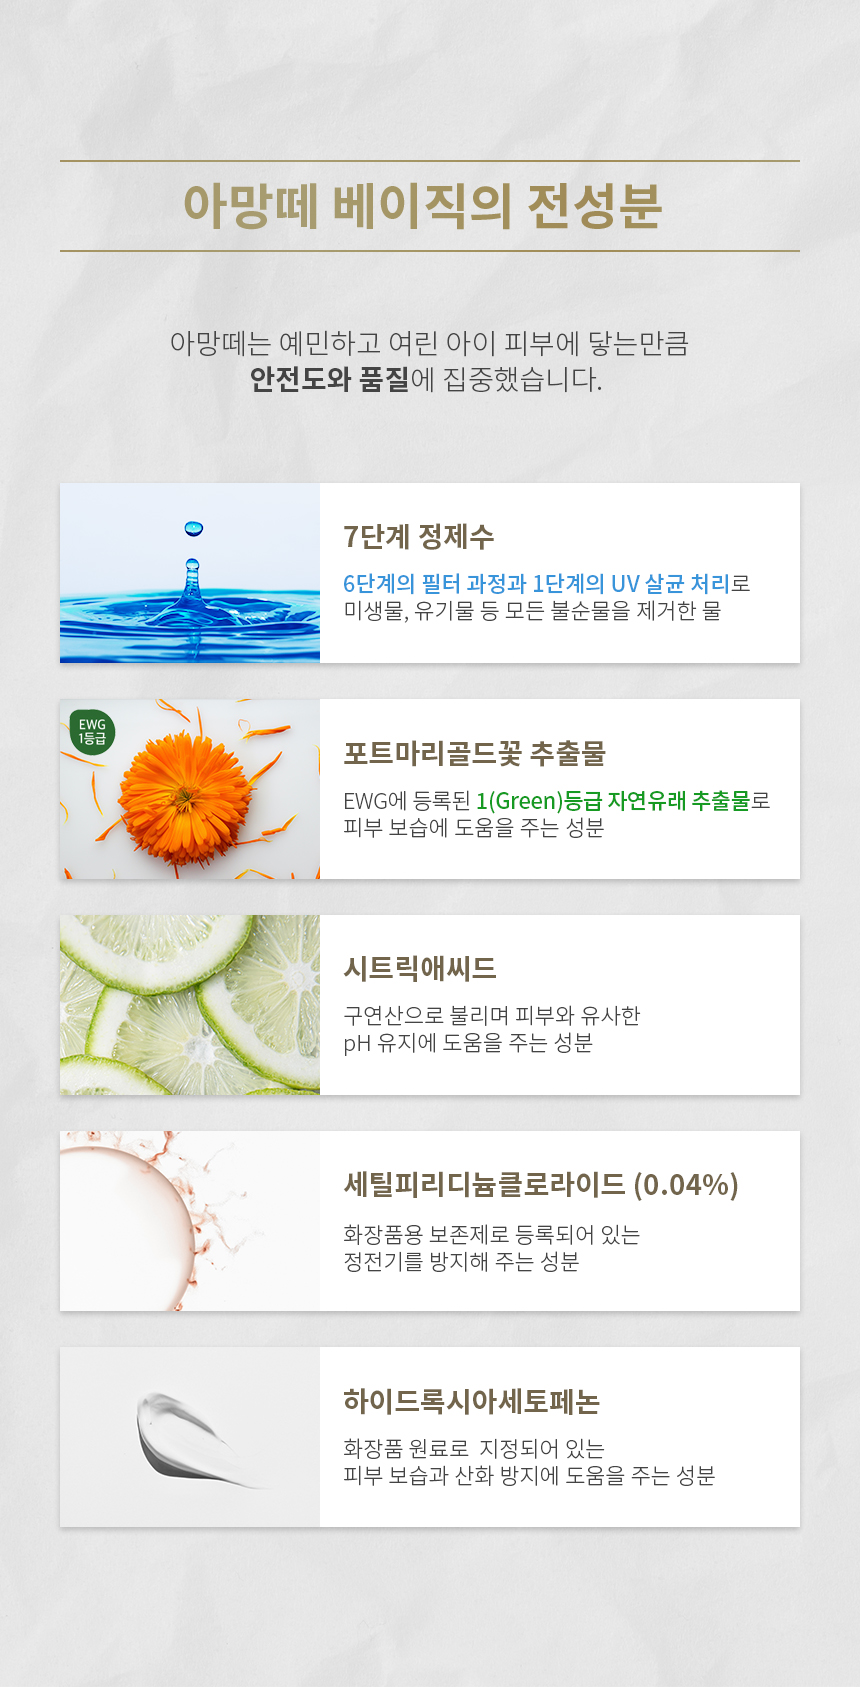 아망떼 베이직의 전성분
아망떼는 예민하고 여린 아이 피부에 닿는만큼
안전도와 품질에 집중했습니다.
7단계 정제수
6단계의 필터 과정과 1단계의 UV 살균 처리로
미생물, 유기물 등 모든 불순물을 제거한 물
EWG
1등급
포트마리골드꽃 추출물
EWG에 등록된 1(Green)등급 자연유래 추출물로
피부 보습에 도움을 주는 성분
시트릭애씨드
구연산으로 불리며 피부와 유사한
pH 유지에 도움을 주는 성분
세틸피리디늄클로라이드 (0.04%)
화장품용 보존제로 등록되어 있는
정전기를 방지해 주는 성분
하이드록시아세토페논
화장품 원료로 지정되어 있는
피부 보습과 산화 방지에 도움을 주는 성분